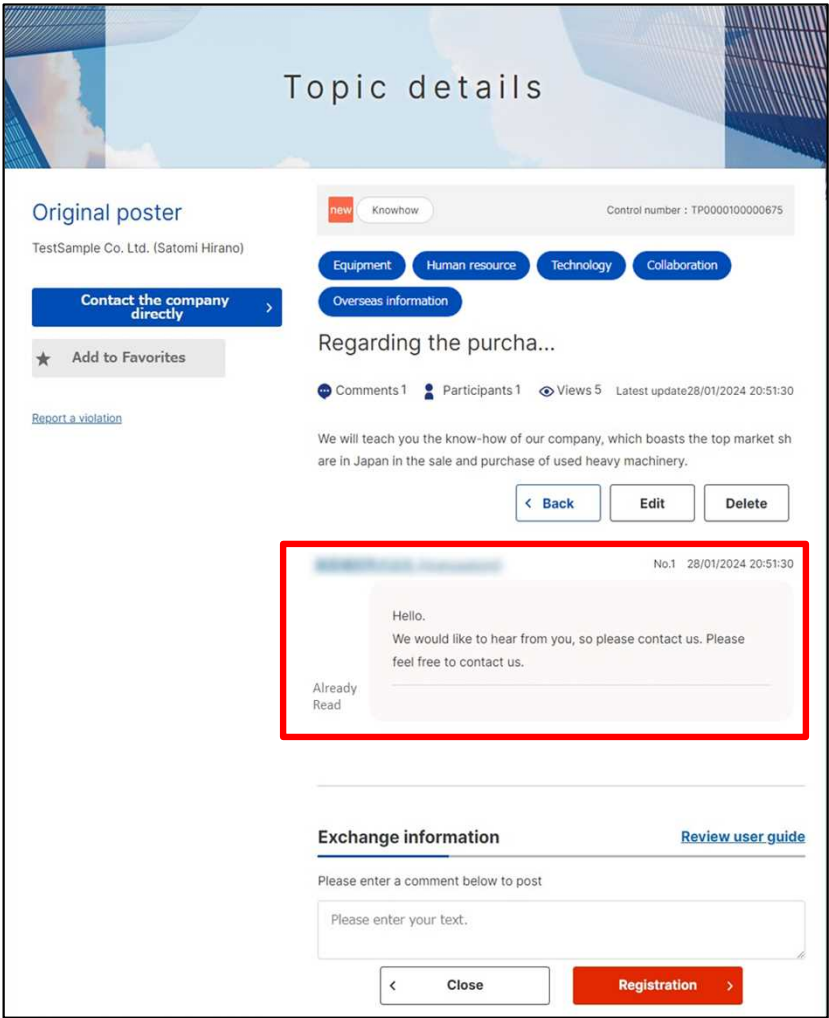 Topic details
Original poster
TestSample Co. Ltd. (Satomi Hirano)
Contact the company
directly
Add to Favorites
Report a violation
new Knowhow Control number : TP0000100000675
Equipment Human resource Technology Collaboration
Overseas information
Regarding the purcha...
Comments 1 Participants 1 Views 5 Latest update28/01/2024 20:51:30
We will teach you the know-how of our company, which boasts the top market sh
are in Japan in the sale and purchase of used heavy machinery.
Back Edit Delete
No.1 28/01/2024 20:51:30
Hello.
We would like to hear from you, so please contact us. Please
feel free to contact us.
Already
Read
Exchange information Review user guide
Please enter a comment below to post
Please enter your text.
Close Registration